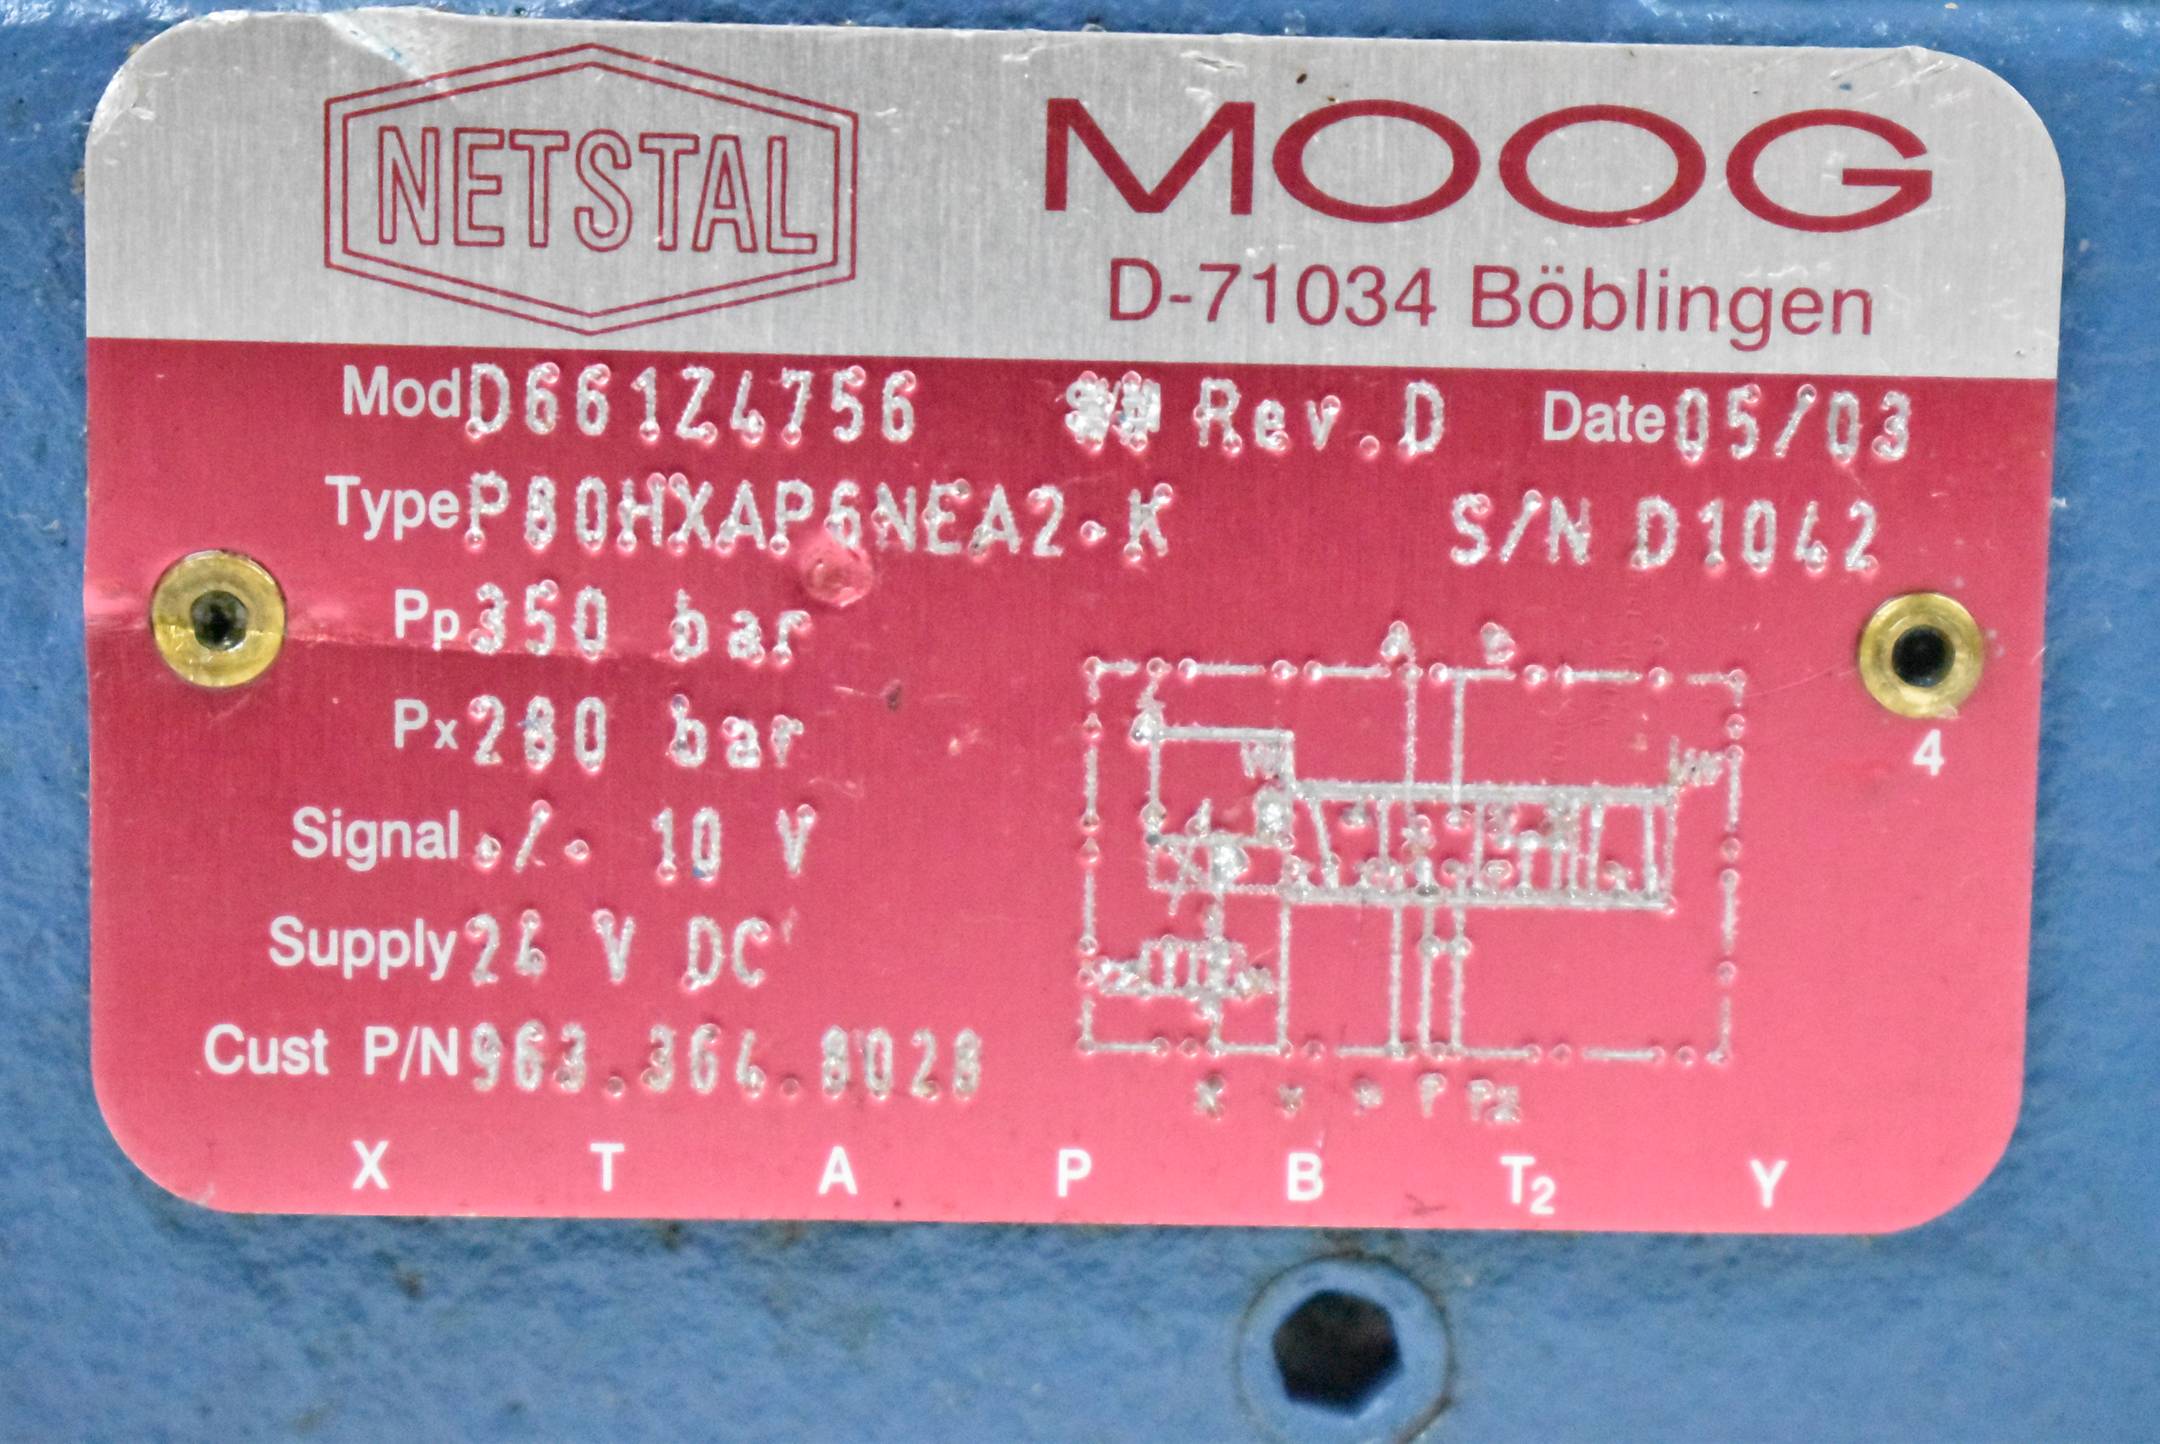 NETSTAL
MOOG
D-71034 Böblingen
Mod D661Z4756 Rev.D Date 05/03
Type P80HXAP6NEA2-K S/N D1042
Pp 350 bar
Px 280 bar
4
Signal +/- 10 V
Supply 24 V DC
Cust P/N 963.364.8028
A B
P
X T A P B T2 Y